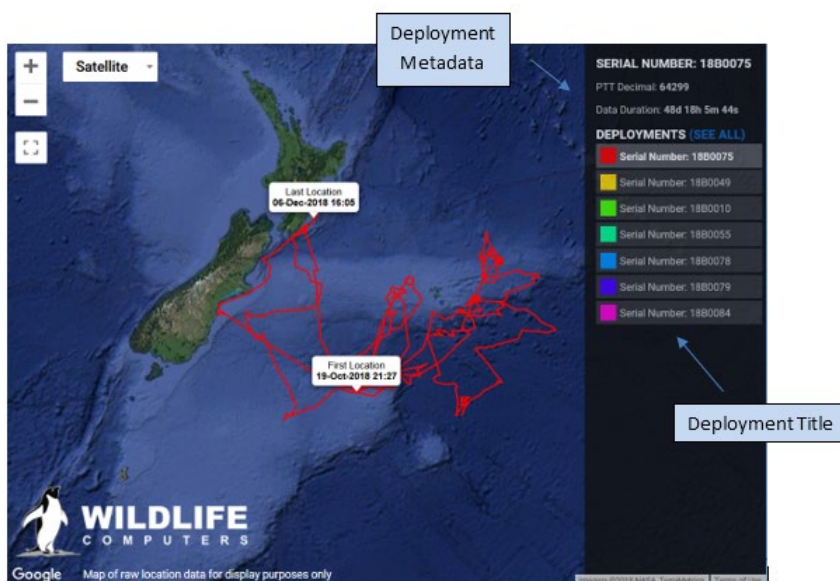 Deployment
Metadata
+
Satellite
−
SERIAL NUMBER: 18B0075
PTT Decimal: 64299
Data Duration: 48d 18h 5m 44s
DEPLOYMENTS (SEE ALL)
Serial Number: 18B0075
Serial Number: 18B0049
Serial Number: 18B0010
Serial Number: 18B0055
Serial Number: 18B0078
Serial Number: 18B0079
Serial Number: 18B0084
Last Location
06-Dec-2018 16:05
First Location
19-Oct-2018 21:27
Deployment Title
WILDLIFE
COMPUTERS
Google
Map of raw location data for display purposes only